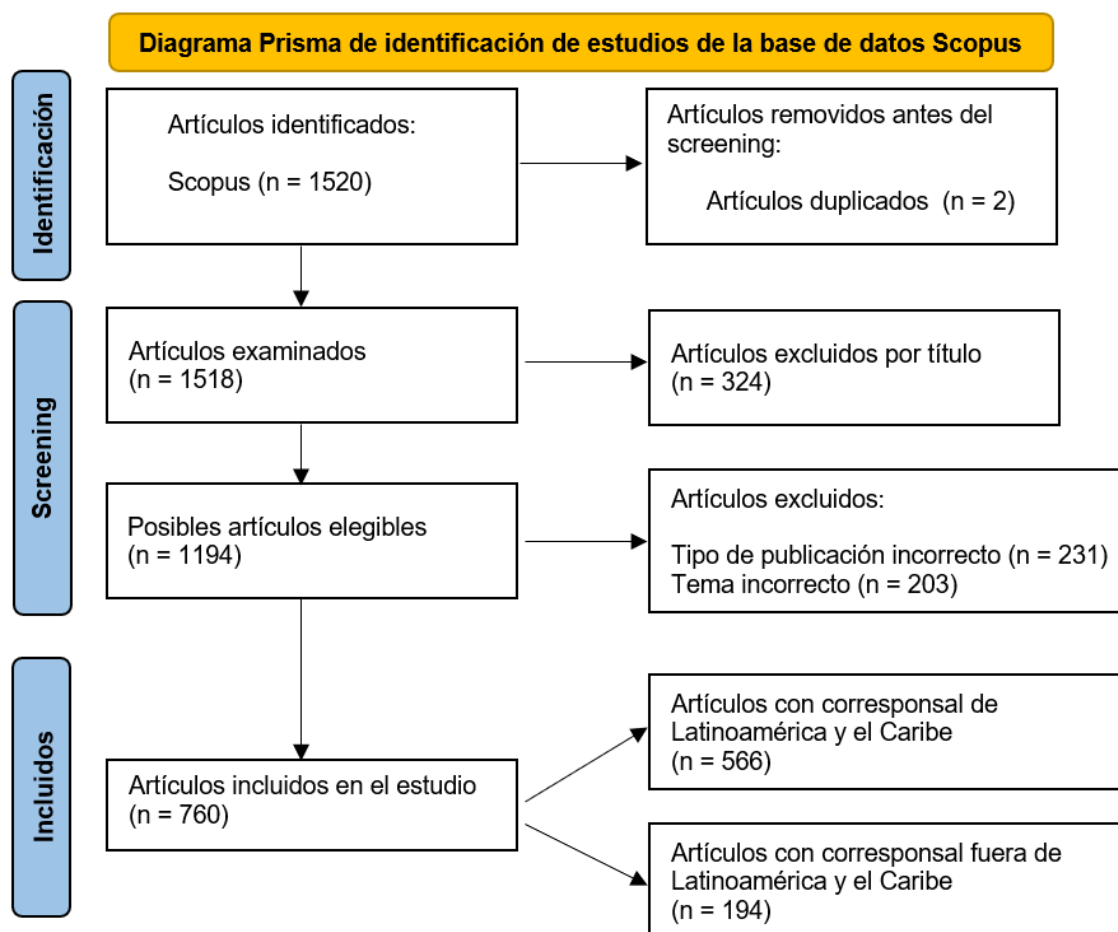 Diagrama Prisma de identificación de estudios de la base de datos Scopus
Identificación
Artículos identificados:
Scopus (n = 1520)
Artículos removidos antes del
screening:
Artículos duplicados (n = 2)
Screening
Artículos examinados
(n = 1518)
Artículos excluidos por título
(n = 324)
Posibles artículos elegibles
(n = 1194)
Artículos excluidos:
Tipo de publicación incorrecto (n = 231)
Tema incorrecto (n = 203)
Incluidos
Artículos incluidos en el estudio
(n = 760)
Artículos con corresponsal de
Latinoamérica y el Caribe
(n = 566)
Artículos con corresponsal fuera de
Latinoamérica y el Caribe
(n = 194)